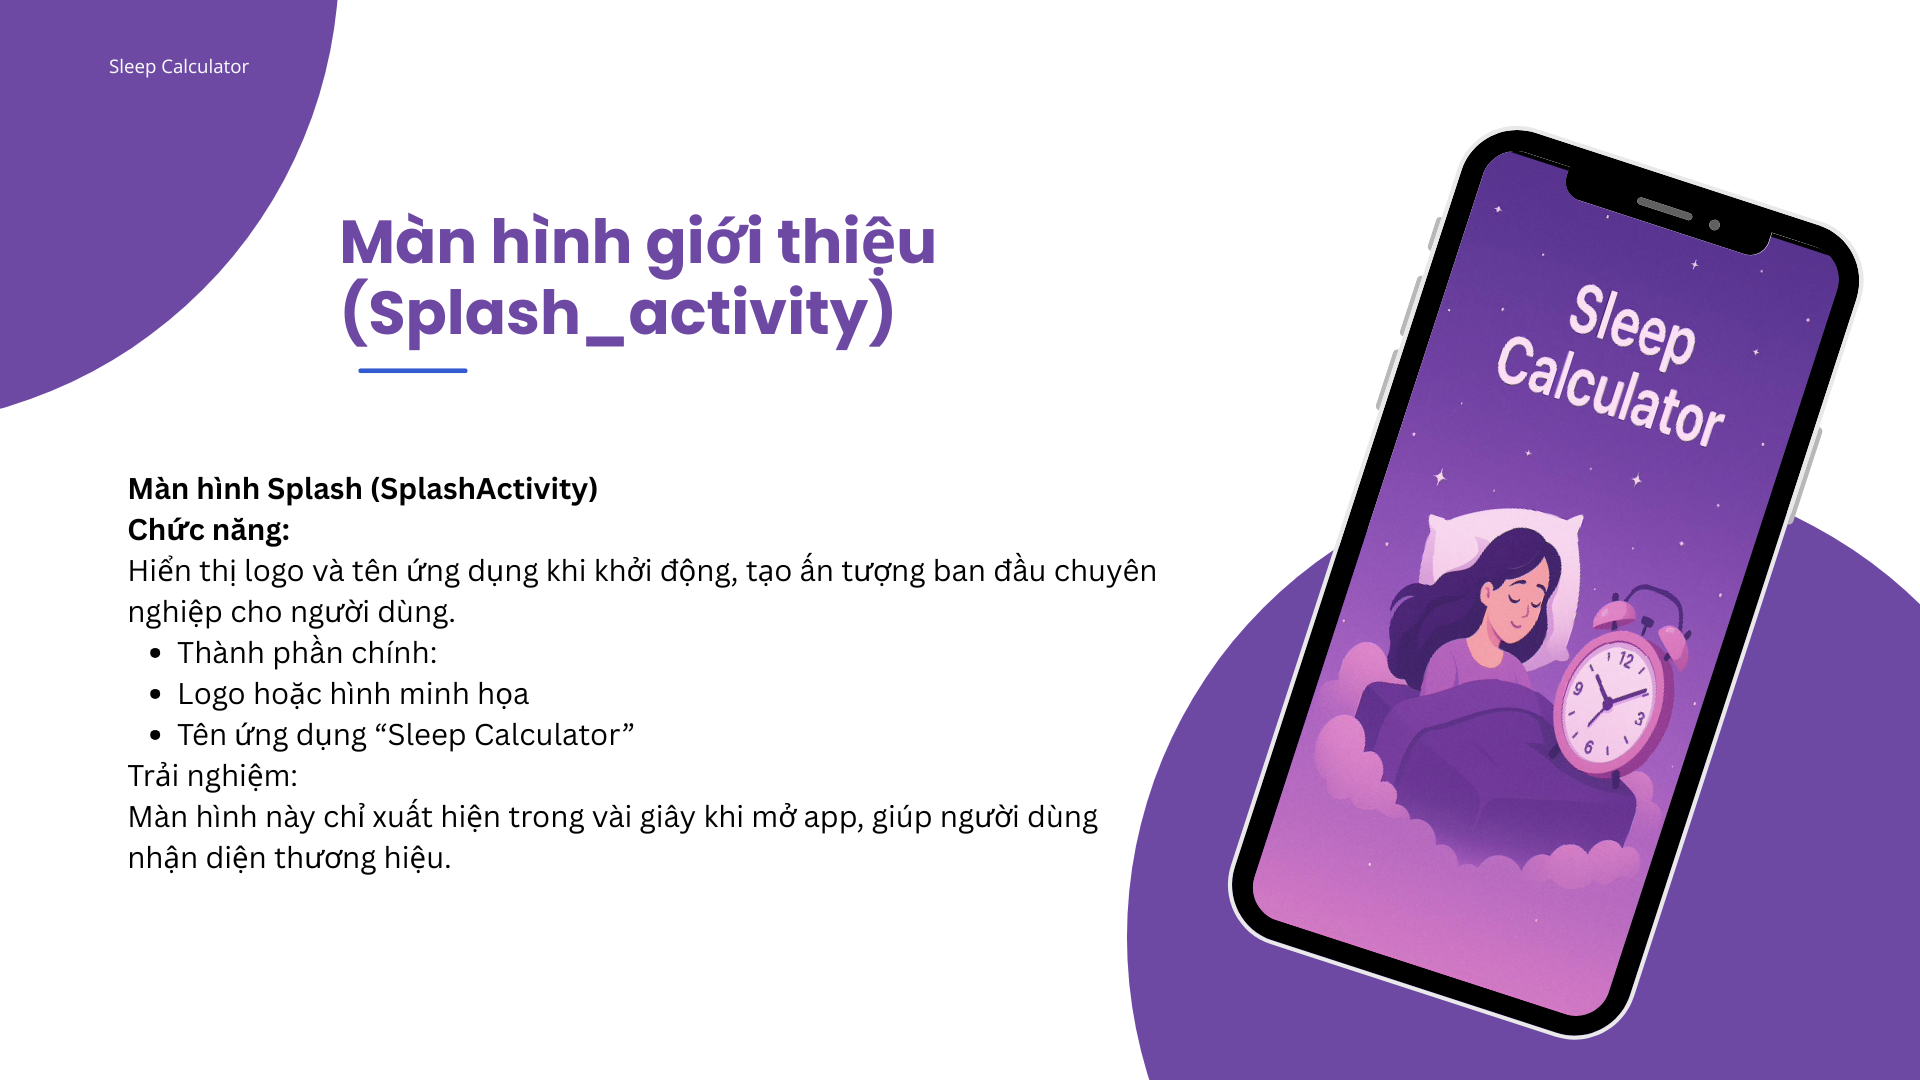 Sleep Calculator
Màn hình giới thiệu
(Splash_activity)
Màn hình Splash (SplashActivity)
Chức năng:
Hiển thị logo và tên ứng dụng khi khởi động, tạo ấn tượng ban đầu chuyên
nghiệp cho người dùng.
• Thành phần chính:
• Logo hoặc hình minh họa
• Tên ứng dụng “Sleep Calculator”
Trải nghiệm:
Màn hình này chỉ xuất hiện trong vài giây khi mở app, giúp người dùng
nhận diện thương hiệu.
Sleep
Calculator
12
9
3
6